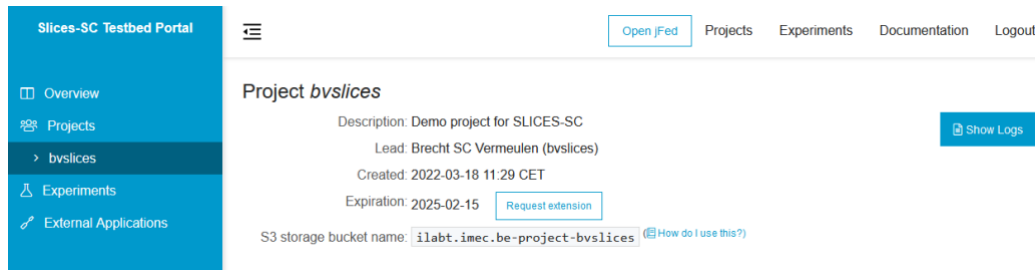 Slices-SC Testbed Portal
Open jFed Projects Experiments Documentation Logout
Overview
Projects
> bvslices
Experiments
External Applications
Project bvslices
Description: Demo project for SLICES-SC
Lead: Brecht SC Vermeulen (bvslices)
Created: 2022-03-18 11:29 CET
Expiration: 2025-02-15 Request extension
S3 storage bucket name: ilabt.imec.be-project-bvslices (How do I use this?)
Show Logs